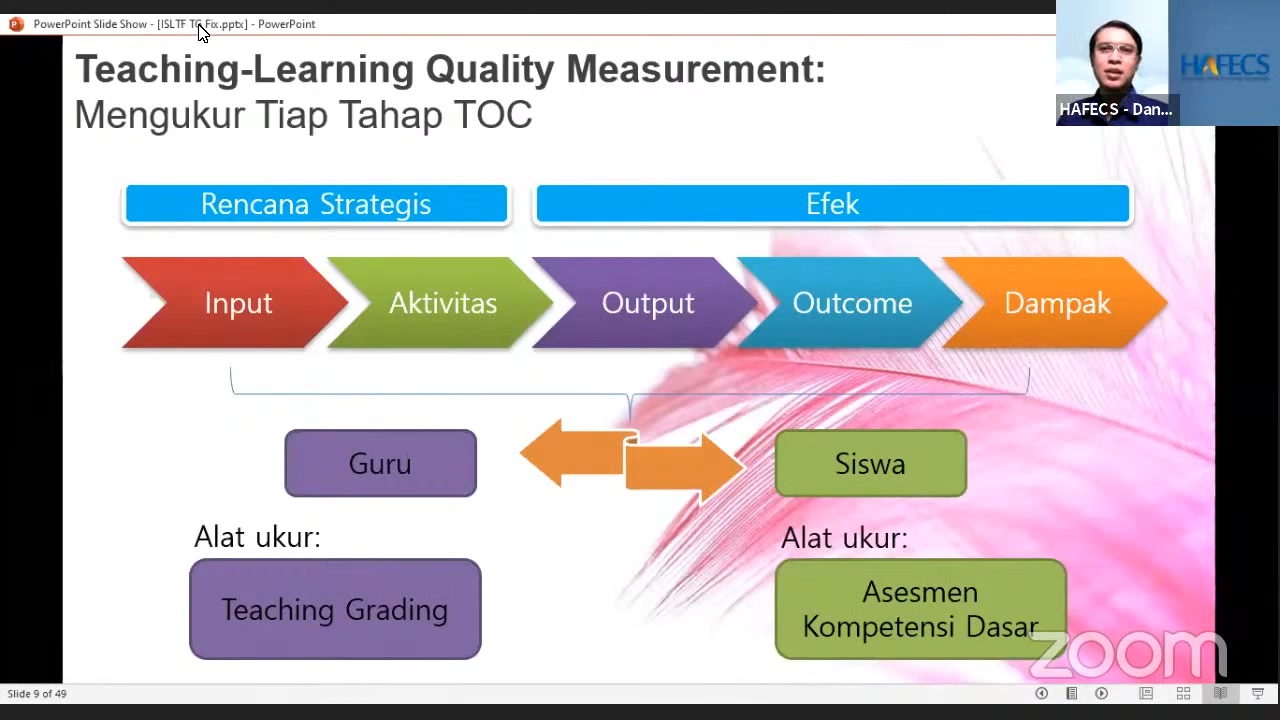 PowerPoint Slide Show - [ISLTF TG Fix.pptx] - PowerPoint
HAFECS
HAFECS - Dan...
Teaching-Learning Quality Measurement:
Mengukur Tiap Tahap TOC
Rencana Strategis
Efek
Input
Aktivitas
Output
Outcome
Dampak
Guru
Siswa
Alat ukur:
Alat ukur:
Teaching Grading
Asesmen
Kompetensi Dasar
zoom
Slide 9 of 49